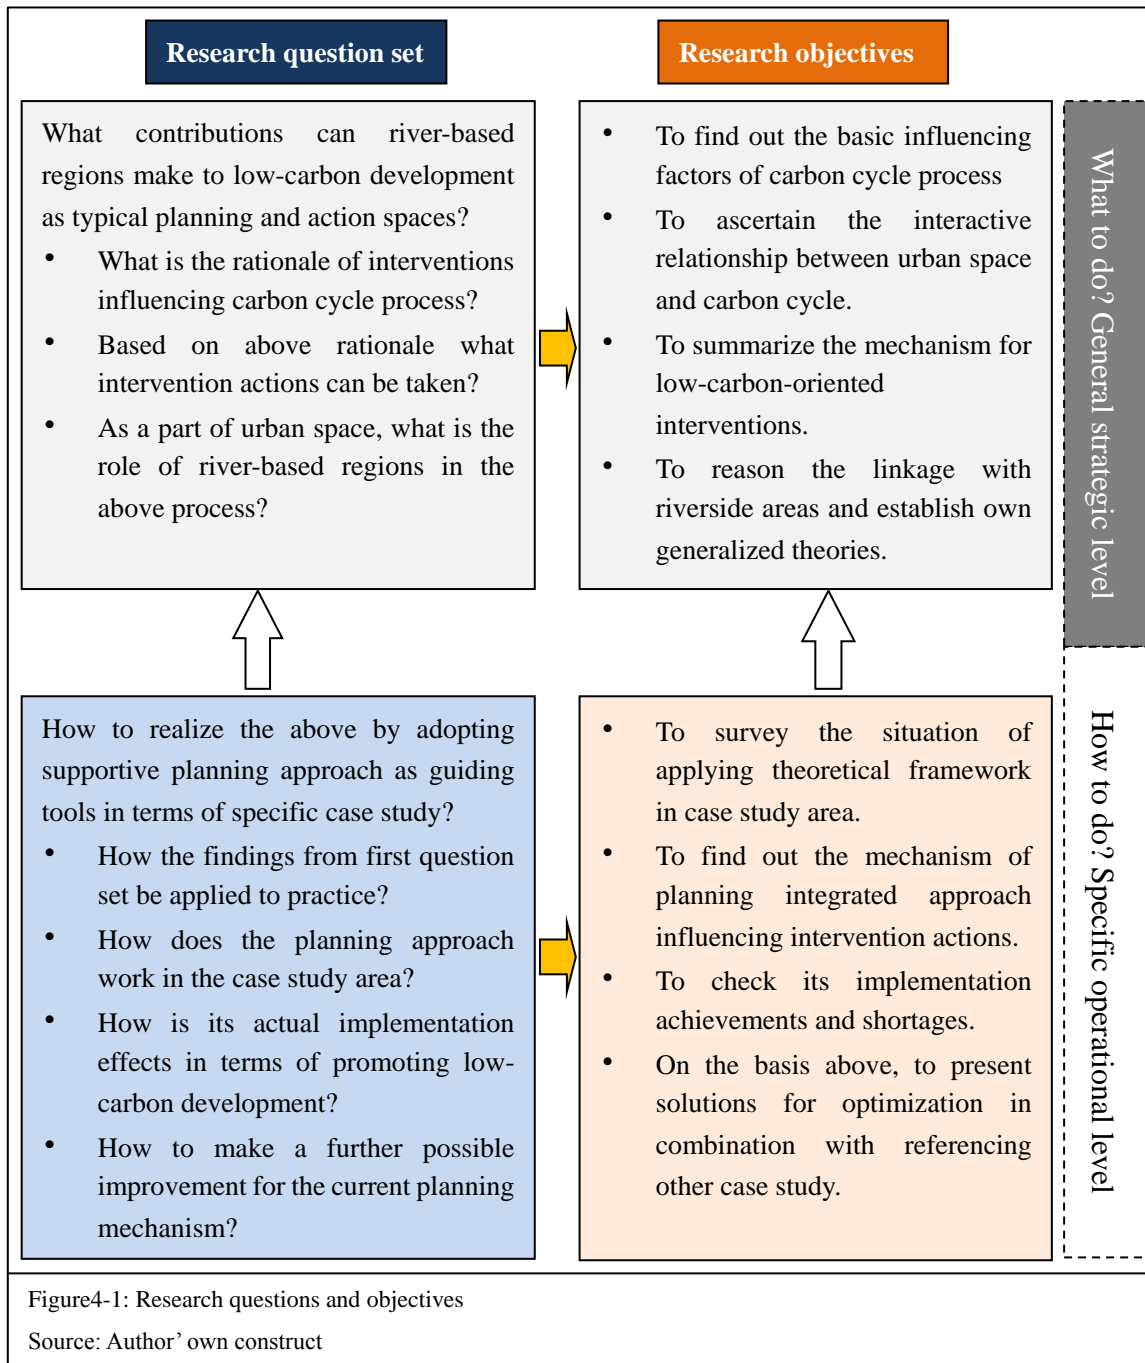 Research question set
Research objectives
What contributions can river-based
regions make to low-carbon development
as typical planning and action spaces?
• What is the rationale of interventions
influencing carbon cycle process?
• Based on above rationale what
intervention actions can be taken?
• As a part of urban space, what is the
role of river-based regions in the
above process?
• To find out the basic influencing
factors of carbon cycle process
• To ascertain the interactive
relationship between urban space
and carbon cycle.
• To summarize the mechanism for
low-carbon-oriented
interventions.
• To reason the linkage with
riverside areas and establish own
generalized theories.
What to do? General strategic level
How to realize the above by adopting
supportive planning approach as guiding
tools in terms of specific case study?
• How the findings from first question
set be applied to practice?
• How does the planning approach
work in the case study area?
• How is its actual implementation
effects in terms of promoting low-
carbon development?
• How to make a further possible
improvement for the current planning
mechanism?
• To survey the situation of
applying theoretical framework
in case study area.
• To find out the mechanism of
planning integrated approach
influencing intervention actions.
• To check its implementation
achievements and shortages.
• On the basis above, to present
solutions for optimization in
combination with referencing
other case study.
How to do? Specific operational level
Figure4-1: Research questions and objectives
Source: Author’ own construct